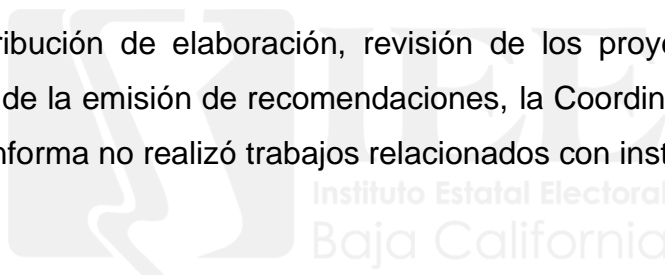 ribución de elaboración, revisión de los proye
de la emisión de recomendaciones, la Coordin
nforma no realizó trabajos relacionados con inst
IEE
Instituto Estatal Electoral
Baja California